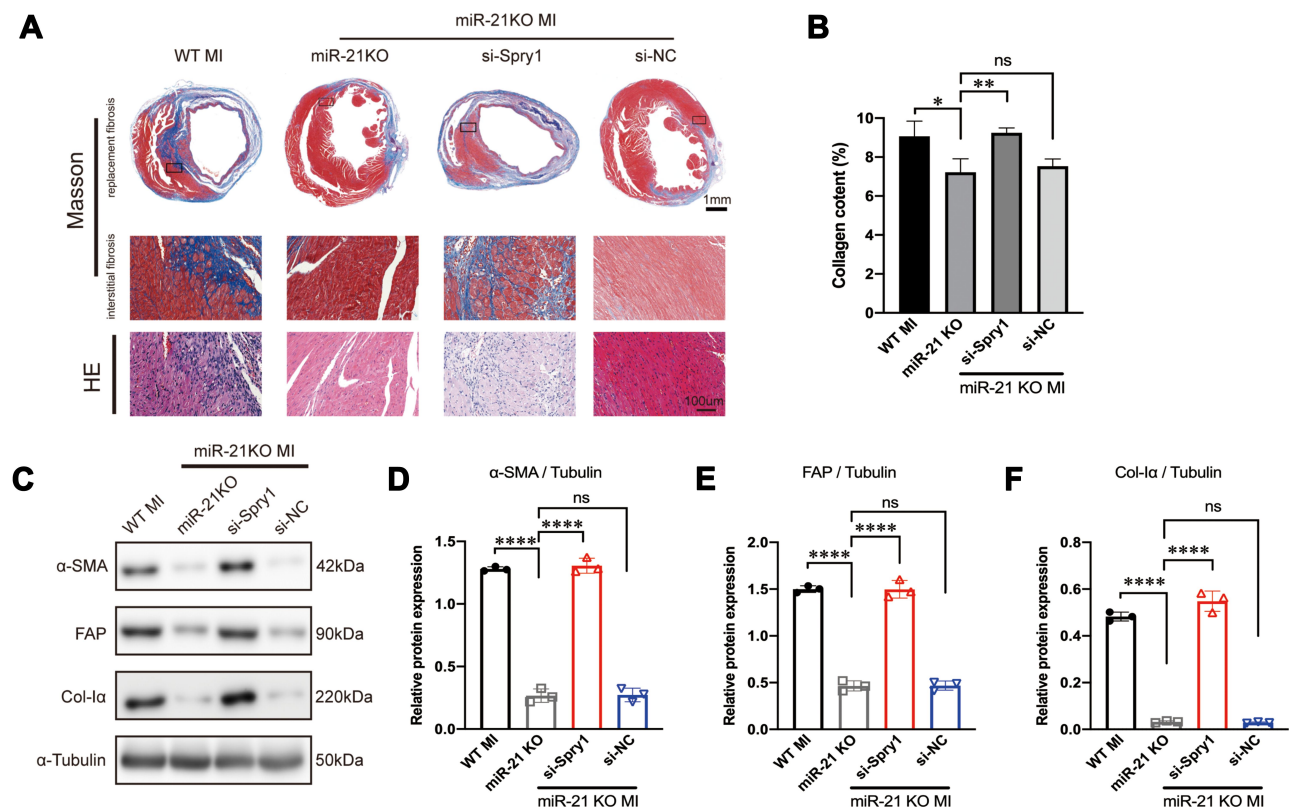 A
miR-21KO MI
WT MI
miR-21KO
si-Spry1
si-NC
Masson
replacement fibrosis
1mm
interstitial fibrosis
HE
100um
B
ns
**
*
Collagen cotent (%)
10
8
6
4
2
0
WT MI
miR-21 KO
si-Spry1
si-NC
miR-21 KO MI
C
miR-21KO MI
WT MI
miR-21KO
si-Spry1
si-NC
α-SMA
42kDa
FAP
90kDa
Col-Iα
220kDa
α-Tubulin
50kDa
D
α-SMA / Tubulin
ns
****
****
Relative protein expression
1.5
1.0
0.5
0.0
WT MI
miR-21 KO
si-Spry1
si-NC
miR-21 KO MI
E
FAP / Tubulin
ns
****
****
Relative protein expression
2.0
1.5
1.0
0.5
0.0
WT MI
miR-21 KO
si-Spry1
si-NC
miR-21 KO MI
F
Col-Iα / Tubulin
ns
****
****
Relative protein expression
0.8
0.6
0.4
0.2
0.0
WT MI
miR-21 KO
si-Spry1
si-NC
miR-21 KO MI